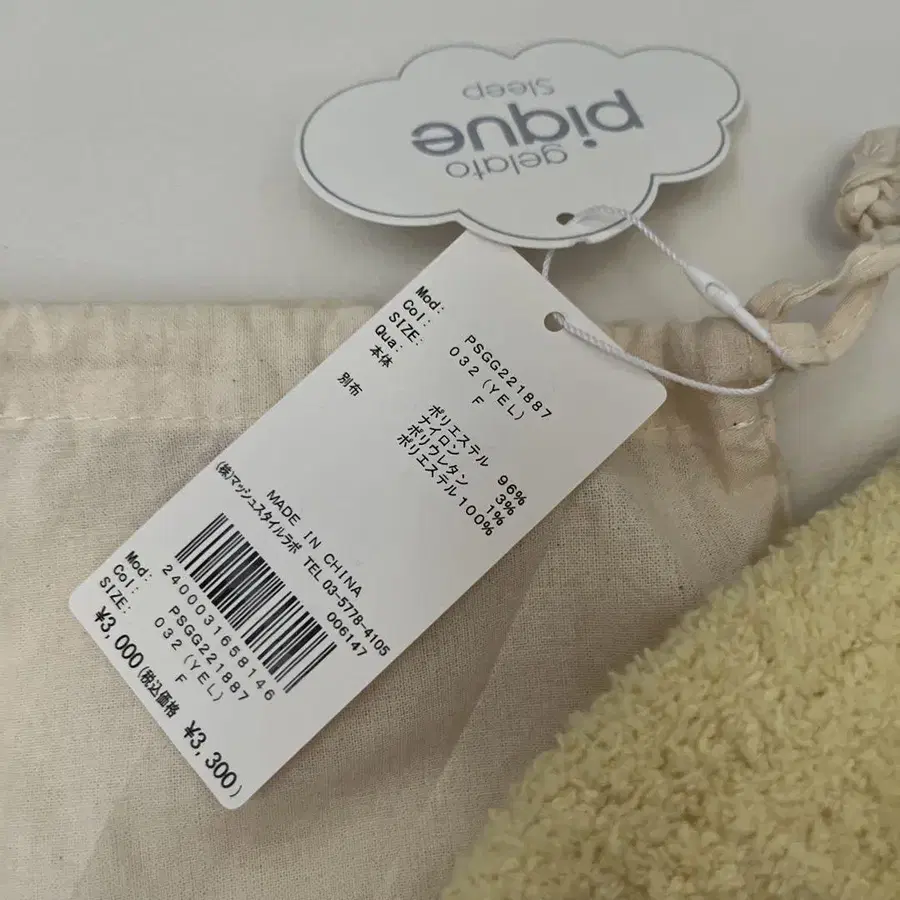 gelato
pique
sleep
Mod: PSGG221887
Col: 032 (YEL)
SIZE: F
Qua:
本体 ポリエステル 96%
ナイロン 3%
ポリウレタン 1%
別布 ポリエステル 100%
MADE IN CHINA
(株)マッシュスタイルラボ TEL 03-5778-4105
006147
2400031658146
Mod: PSGG221887
Col: 032 (YEL)
SIZE: F
¥3,000(税込価格 ¥3,300)